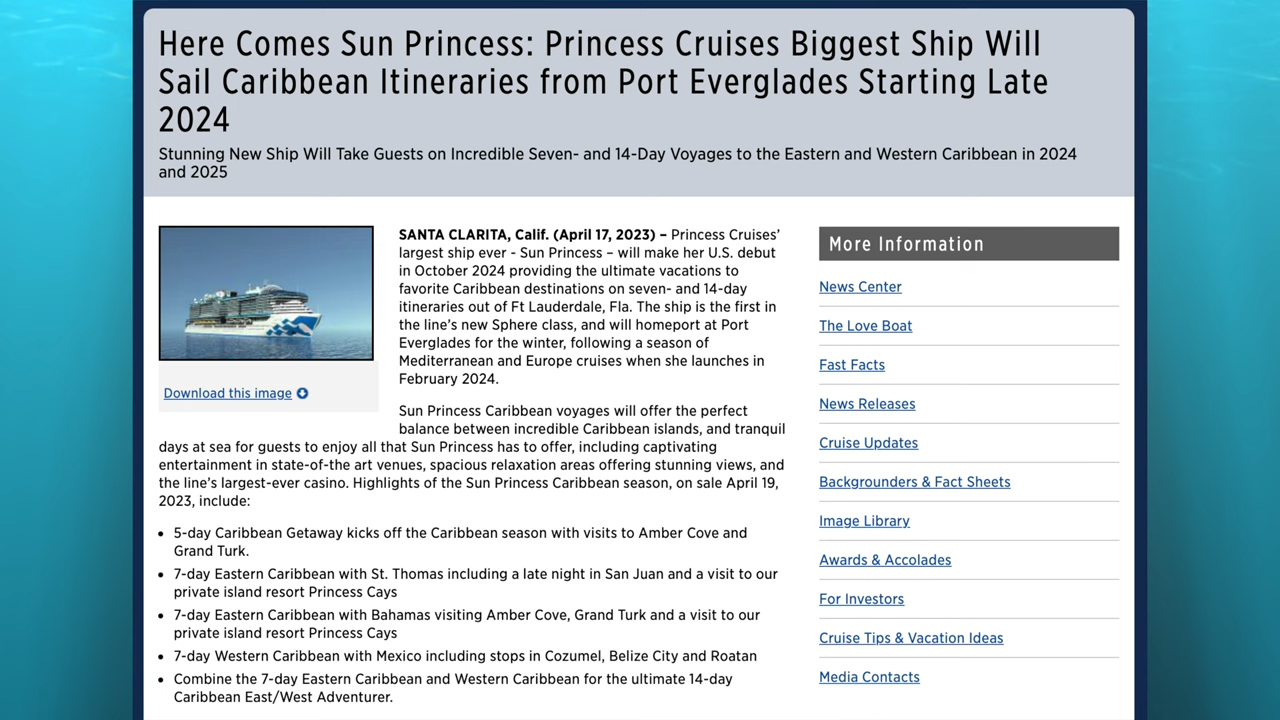 Here Comes Sun Princess: Princess Cruises Biggest Ship Will
Sail Caribbean Itineraries from Port Everglades Starting Late
2024
Stunning New Ship Will Take Guests on Incredible Seven- and 14-Day Voyages to the Eastern and Western Caribbean in 2024
and 2025
Download this image
SANTA CLARITA, Calif. (April 17, 2023) – Princess Cruises’
largest ship ever - Sun Princess – will make her U.S. debut
in October 2024 providing the ultimate vacations to
favorite Caribbean destinations on seven- and 14-day
itineraries out of Ft Lauderdale, Fla. The ship is the first in
the line’s new Sphere class, and will homeport at Port
Everglades for the winter, following a season of
Mediterranean and Europe cruises when she launches in
February 2024.
Sun Princess Caribbean voyages will offer the perfect
balance between incredible Caribbean islands, and tranquil
days at sea for guests to enjoy all that Sun Princess has to offer, including captivating
entertainment in state-of-the art venues, spacious relaxation areas offering stunning views, and
the line’s largest-ever casino. Highlights of the Sun Princess Caribbean season, on sale April 19,
2023, include:
• 5-day Caribbean Getaway kicks off the Caribbean season with visits to Amber Cove and
Grand Turk.
• 7-day Eastern Caribbean with St. Thomas including a late night in San Juan and a visit to our
private island resort Princess Cays
• 7-day Eastern Caribbean with Bahamas visiting Amber Cove, Grand Turk and a visit to our
private island resort Princess Cays
• 7-day Western Caribbean with Mexico including stops in Cozumel, Belize City and Roatan
• Combine the 7-day Eastern Caribbean and Western Caribbean for the ultimate 14-day
Caribbean East/West Adventurer.
More Information
News Center
The Love Boat
Fast Facts
News Releases
Cruise Updates
Backgrounders & Fact Sheets
Image Library
Awards & Accolades
For Investors
Cruise Tips & Vacation Ideas
Media Contacts